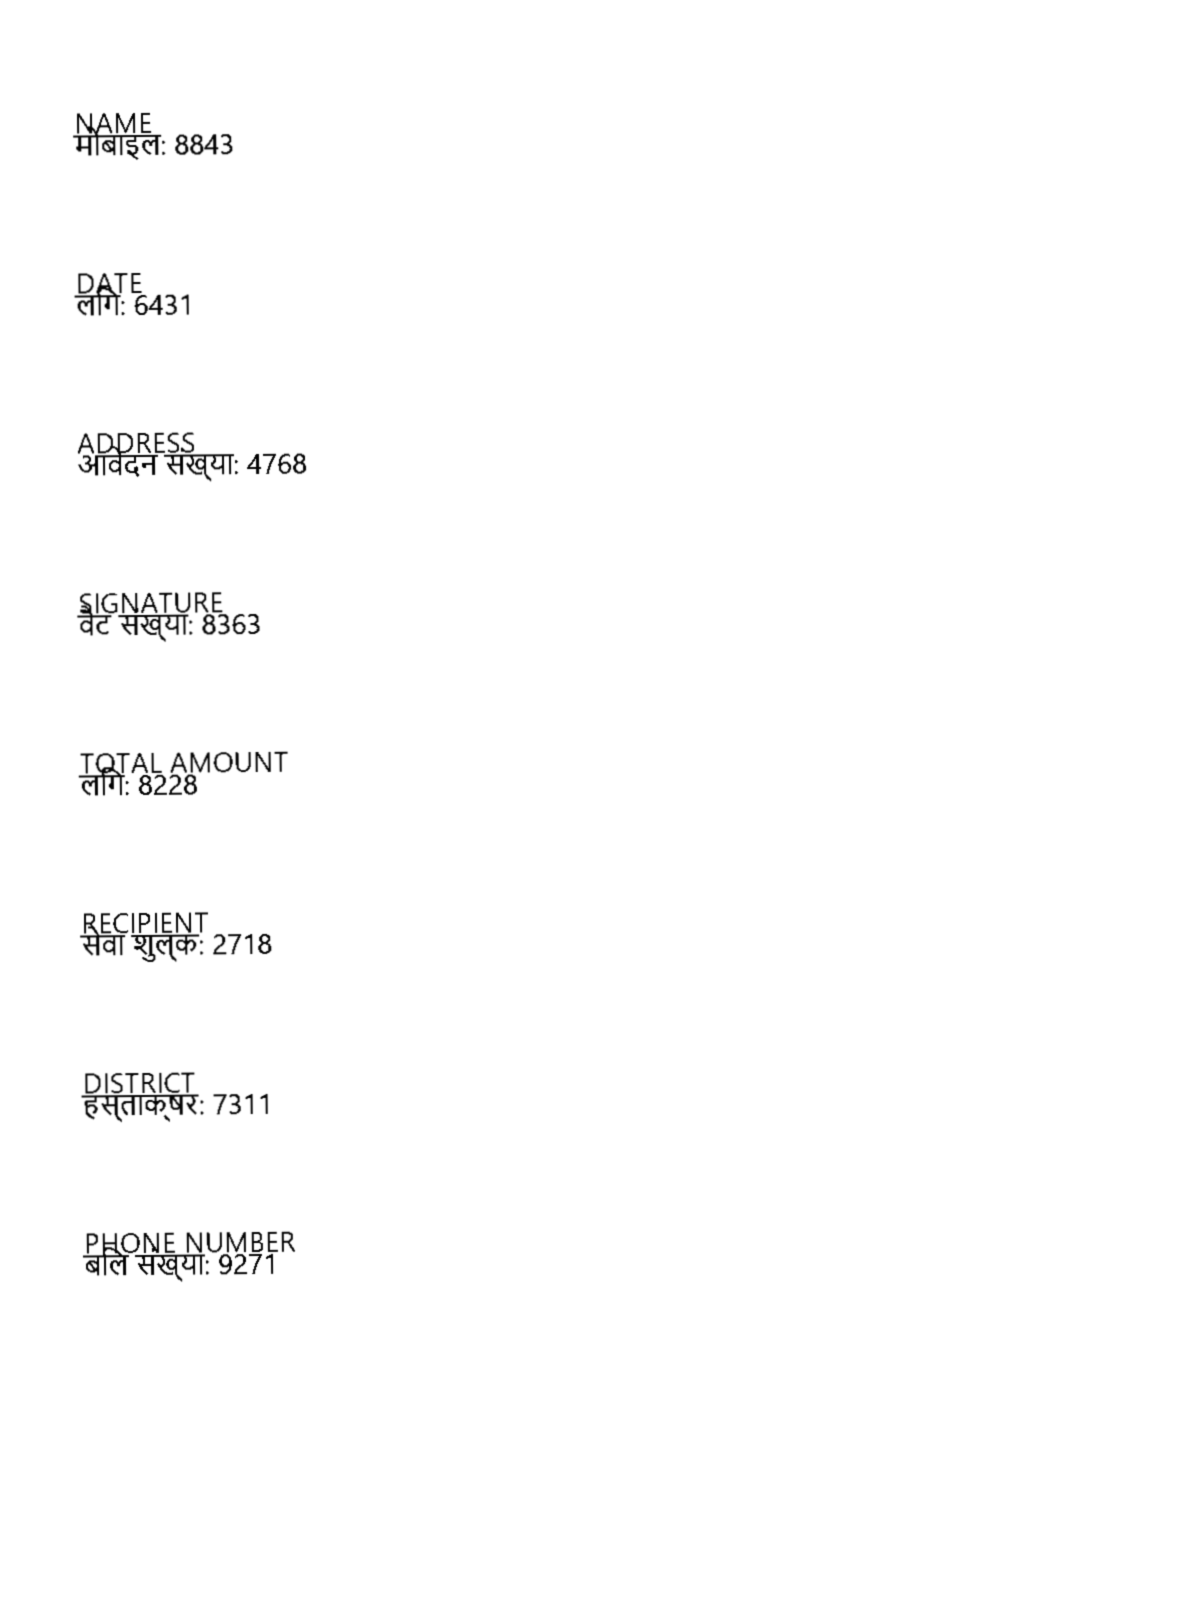 NAME
मोबाइल: 8843
DATE
लिंग: 6431
ADDRESS
आवेदन संख्या: 4768
SIGNATURE
वैट संख्या: 8363
TOTAL AMOUNT
लिंग: 8228
RECIPIENT
सेवा शुल्क: 2718
DISTRICT
हस्ताक्षर: 7311
PHONE NUMBER
बिल संख्या: 9271